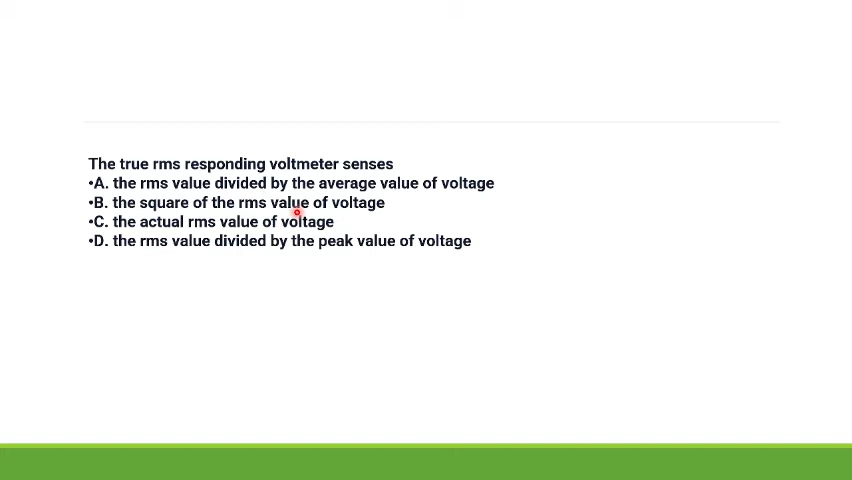 The true rms responding voltmeter senses
•A. the rms value divided by the average value of voltage
•B. the square of the rms value of voltage
•C. the actual rms value of voltage
•D. the rms value divided by the peak value of voltage